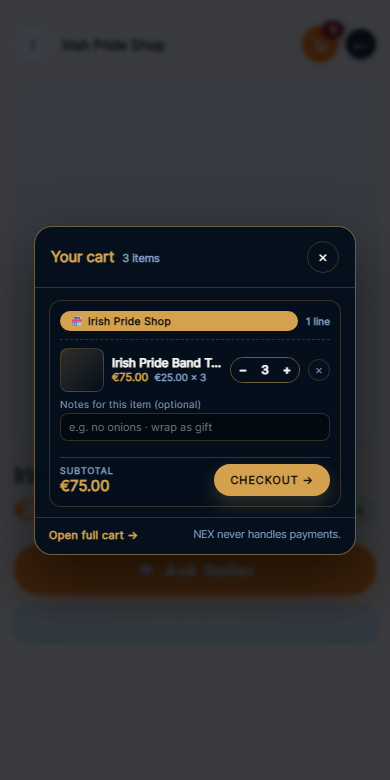 Irish Pride Shop
Your cart 3 items
×
Irish Pride Shop 1 line
Irish Pride Band T...
€75.00 €25.00 × 3
− 3 +
×
Notes for this item (optional)
e.g. no onions · wrap as gift
SUBTOTAL
€75.00
CHECKOUT →
Open full cart →
NEX never handles payments.
Ask Seller